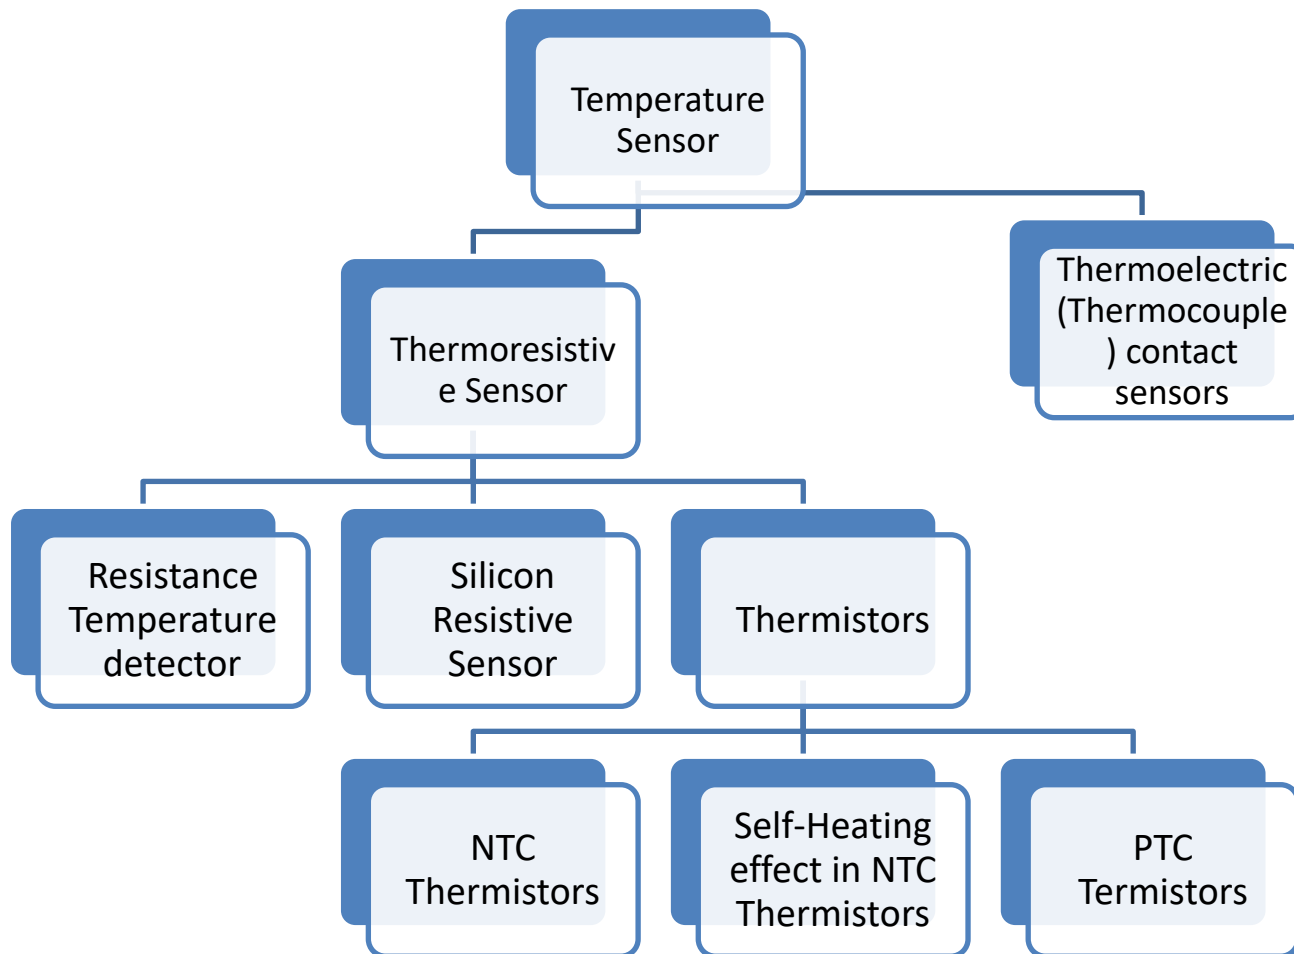 Temperature
Sensor
Thermoelectric
(Thermocouple
) contact
sensors
Thermoresistiv
e Sensor
Resistance
Temperature
detector
Silicon
Resistive
Sensor
Thermistors
NTC
Thermistors
Self-Heating
effect in NTC
Thermistors
PTC
Termistors